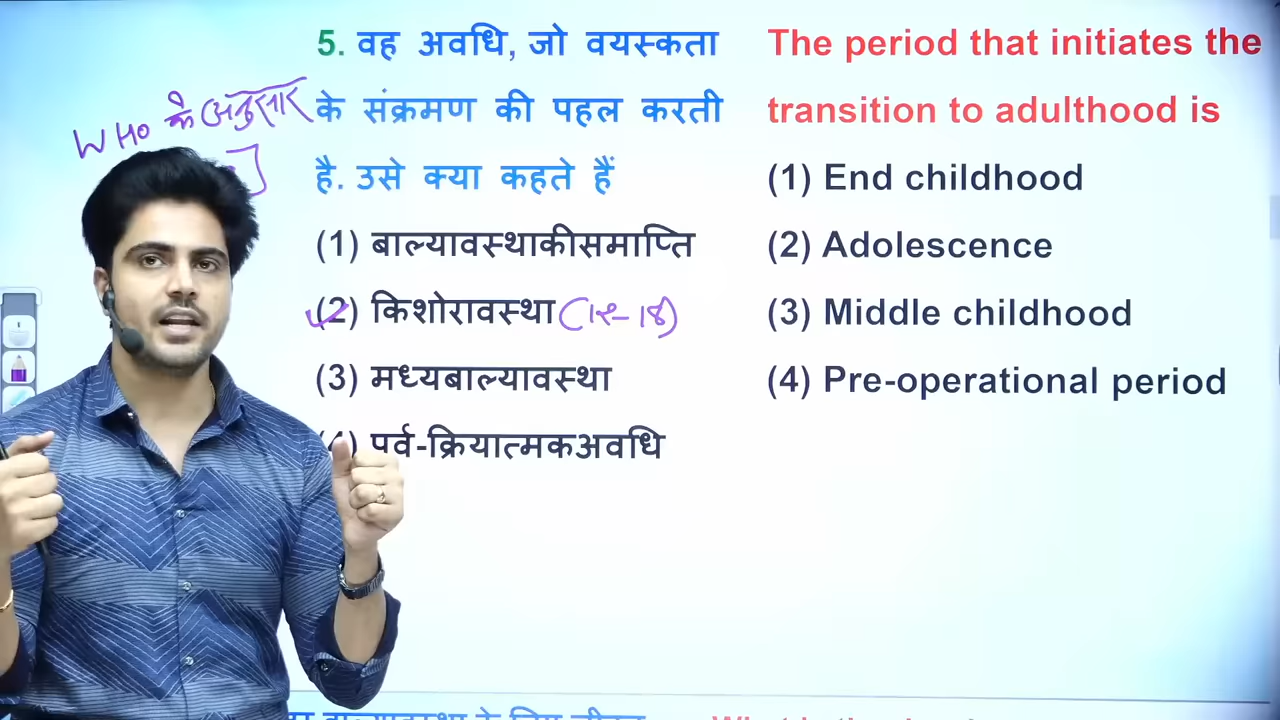 5. वह अवधि, जो वयस्कता
के संक्रमण की पहल करती
है. उसे क्या कहते हैं
(1) बाल्यावस्थाकीसमाप्ति
(2) किशोरावस्था (12-18)
(3) मध्यबाल्यावस्था
(4) पर्व-क्रियात्मकअवधि
The period that initiates the
transition to adulthood is
(1) End childhood
(2) Adolescence
(3) Middle childhood
(4) Pre-operational period
WHO के अनुसार